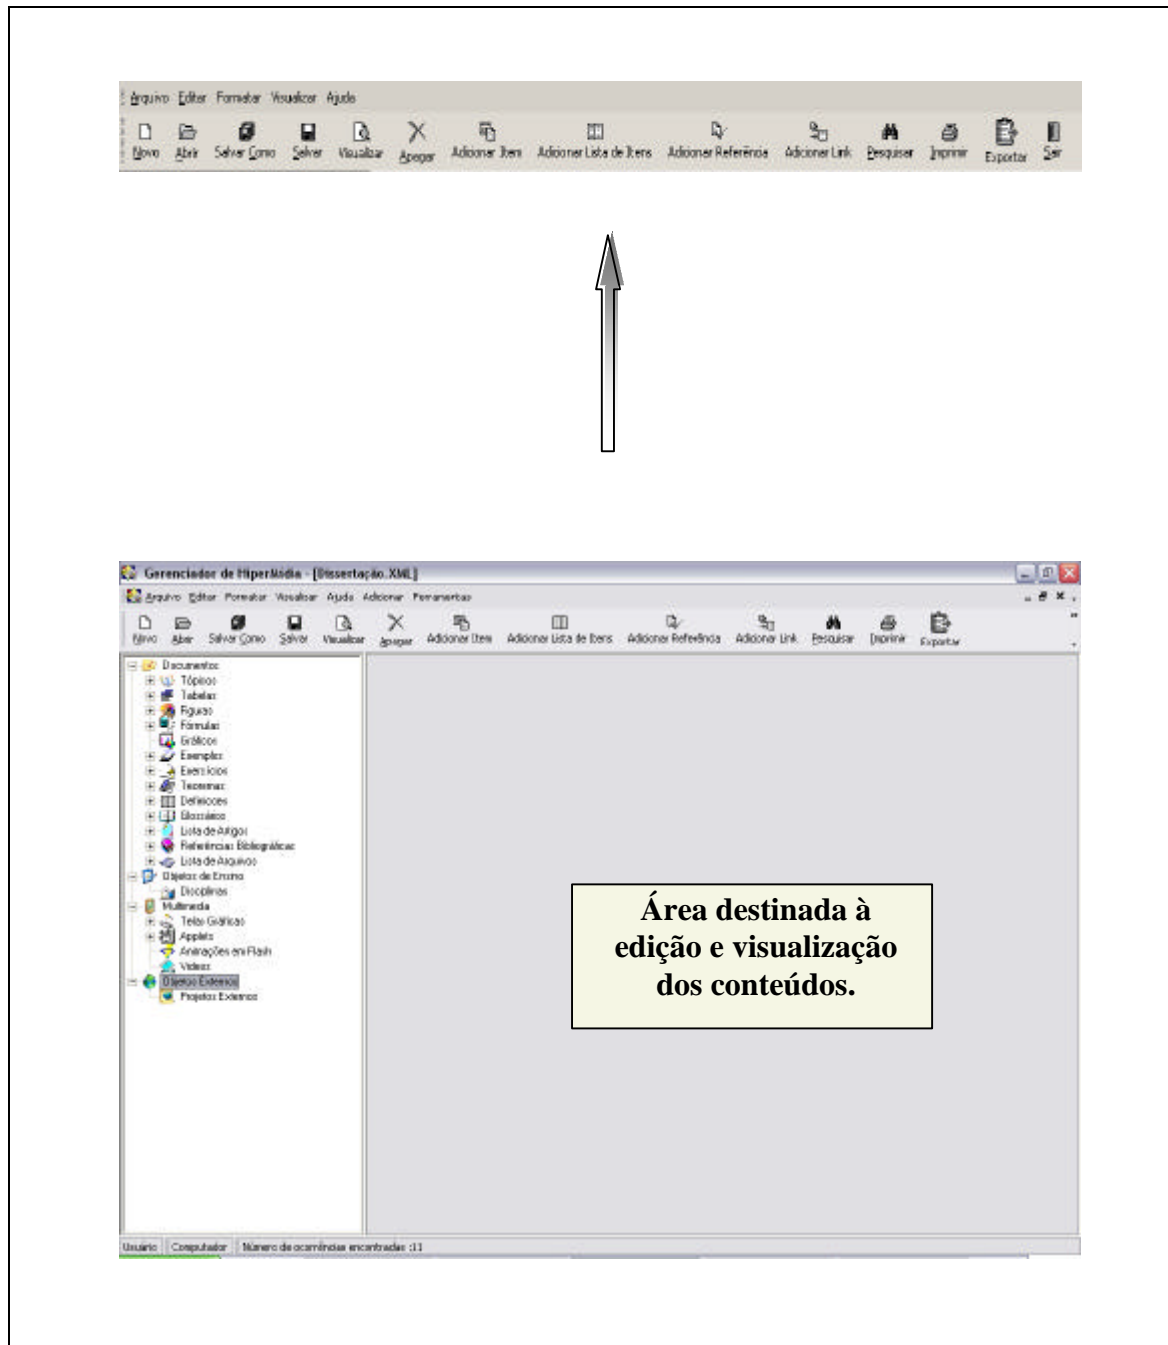 Arquivo Editar Formatar Visualizar Ajuda
Novo Abrir Salvar Como Salvar Visualizar Apagar Adicionar Item Adicionar Lista de Itens Adicionar Referência Adicionar Link Pesquisar Imprimir Exportar Sair
Gerenciador de HiperMídia - [Dissertação.XML]
Arquivo Editar Formatar Visualizar Ajuda Adicionar Ferramentas
Novo Abrir Salvar Como Salvar Visualizar Apagar Adicionar Item Adicionar Lista de Itens Adicionar Referência Adicionar Link Pesquisar Imprimir Exportar
Documentos
Tópicos
Tabelas
Figuras
Fórmulas
Gráficos
Exemplos
Exercícios
Teoremas
Definicoes
Glossários
Lista de Artigos
Referências Bibliográficas
Lista de Arquivos
Objetos de Ensino
Disciplinas
Multimedia
Telas Gráficas
Applets
Animações em Flash
Vídeos
Objetos Externos
Projetos Externos
Área destinada à
edição e visualização
dos conteúdos.
Usuário Computador Número de ocorrências encontradas :11